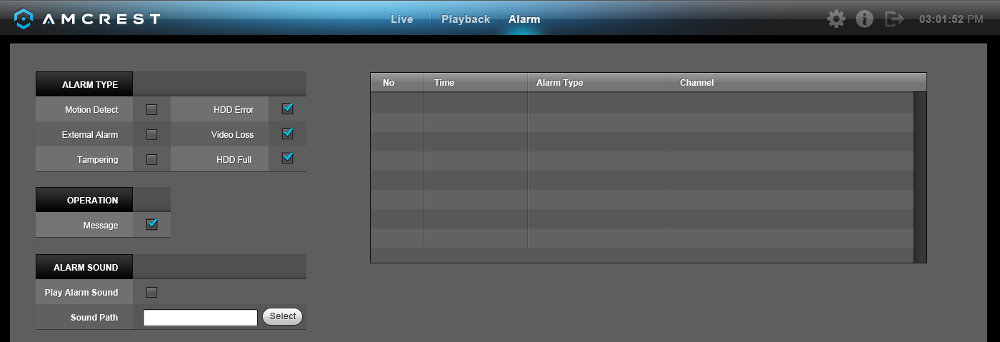 AMCREST
Live Playback Alarm
03:01:52 PM
ALARM TYPE
Motion Detect HDD Error
External Alarm Video Loss
Tampering HDD Full
OPERATION
Message
ALARM SOUND
Play Alarm Sound
Sound Path Select
No Time Alarm Type Channel